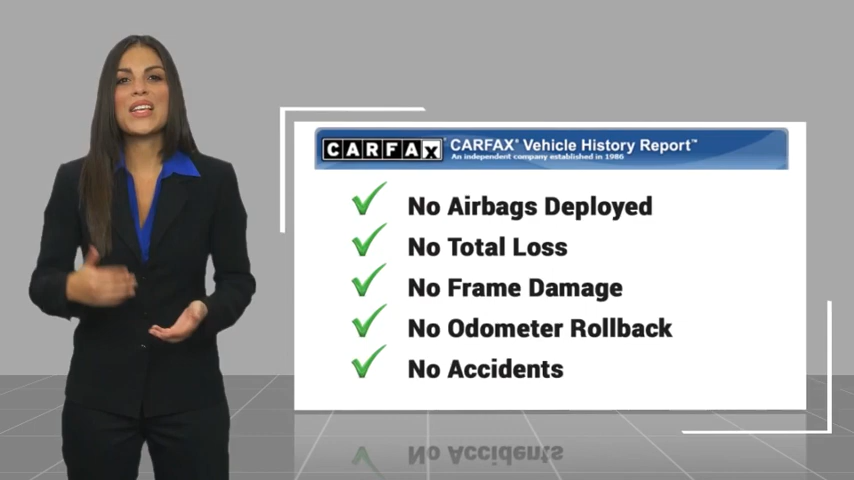 CARFAX CARFAX® Vehicle History Report™
An independent company established in 1986
No Airbags Deployed
No Total Loss
No Frame Damage
No Odometer Rollback
No Accidents
No Accidents